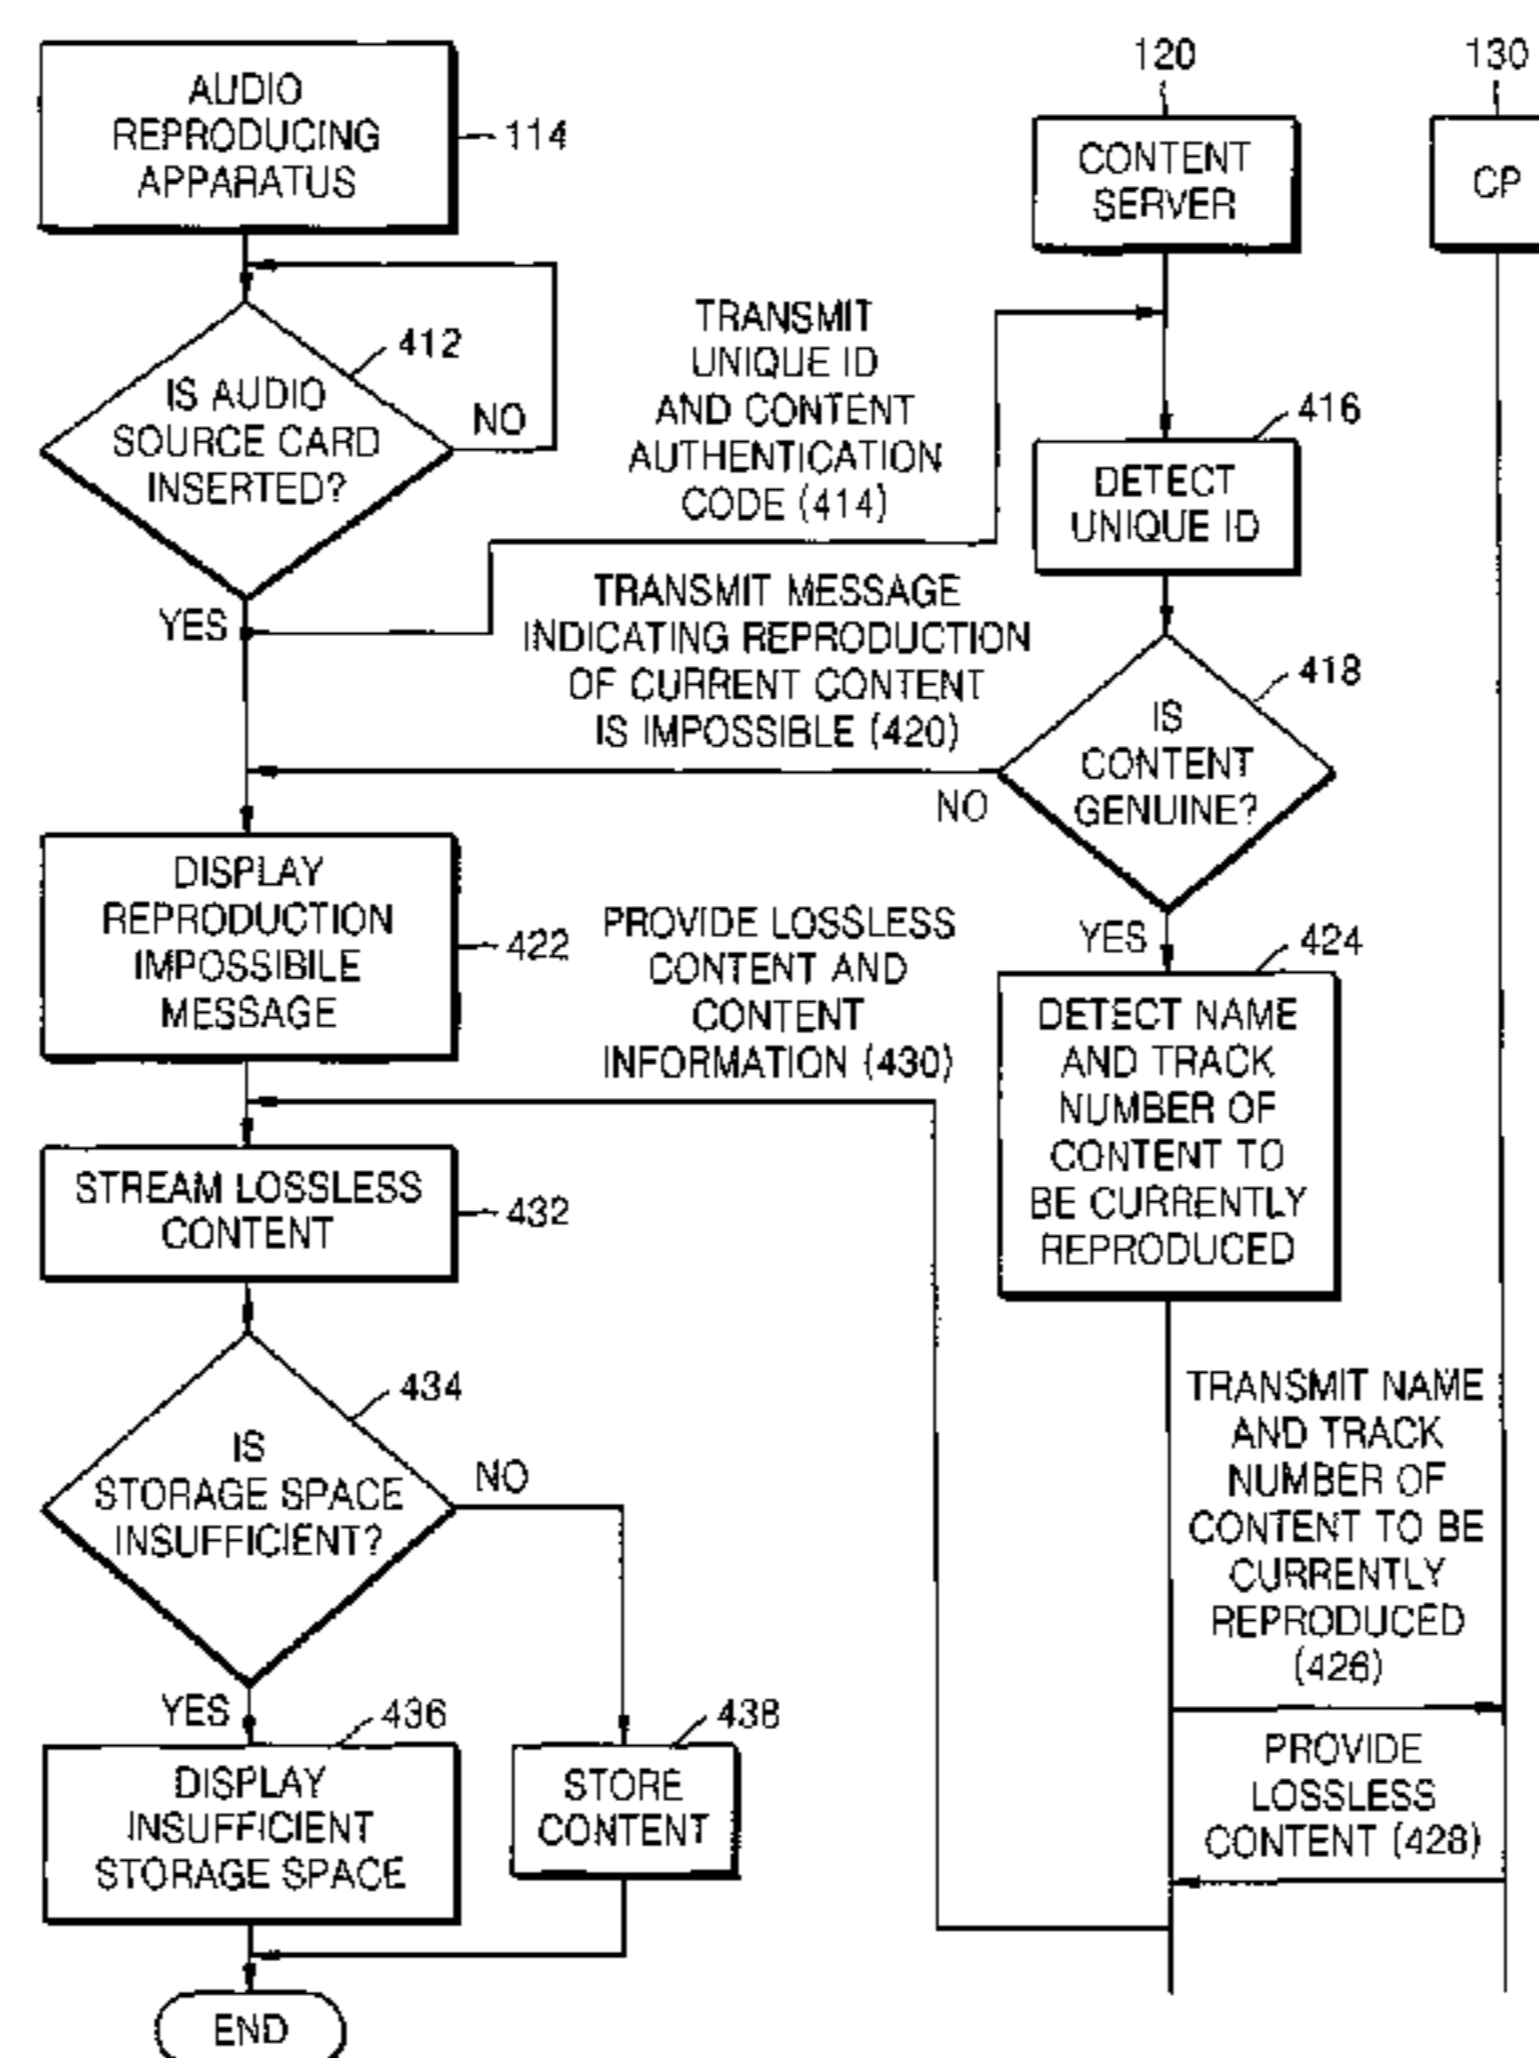 AUDIO
REPRODUCING
APPARATUS
114
120
CONTENT
SERVER
130
CP
412
IS AUDIO
SOURCE CARD
INSERTED?
NO
YES
TRANSMIT
UNIQUE ID
AND CONTENT
AUTHENTICATION
CODE (414)
416
DETECT
UNIQUE ID
TRANSMIT MESSAGE
INDICATING REPRODUCTION
OF CURRENT CONTENT
IS IMPOSSIBLE (420)
418
IS
CONTENT
GENUINE?
NO
YES
DISPLAY
REPRODUCTION
IMPOSSIBILE
MESSAGE
422
PROVIDE LOSSLESS
CONTENT AND
CONTENT
INFORMATION (430)
424
DETECT NAME
AND TRACK
NUMBER OF
CONTENT TO
BE CURRENTLY
REPRODUCED
STREAM LOSSLESS
CONTENT
432
434
IS
STORAGE SPACE
INSUFFICIENT?
NO
YES
TRANSMIT NAME
AND TRACK
NUMBER OF
CONTENT TO BE
CURRENTLY
REPRODUCED
(426)
PROVIDE
LOSSLESS
CONTENT (428)
436
DISPLAY
INSUFFICIENT
STORAGE SPACE
438
STORE
CONTENT
END